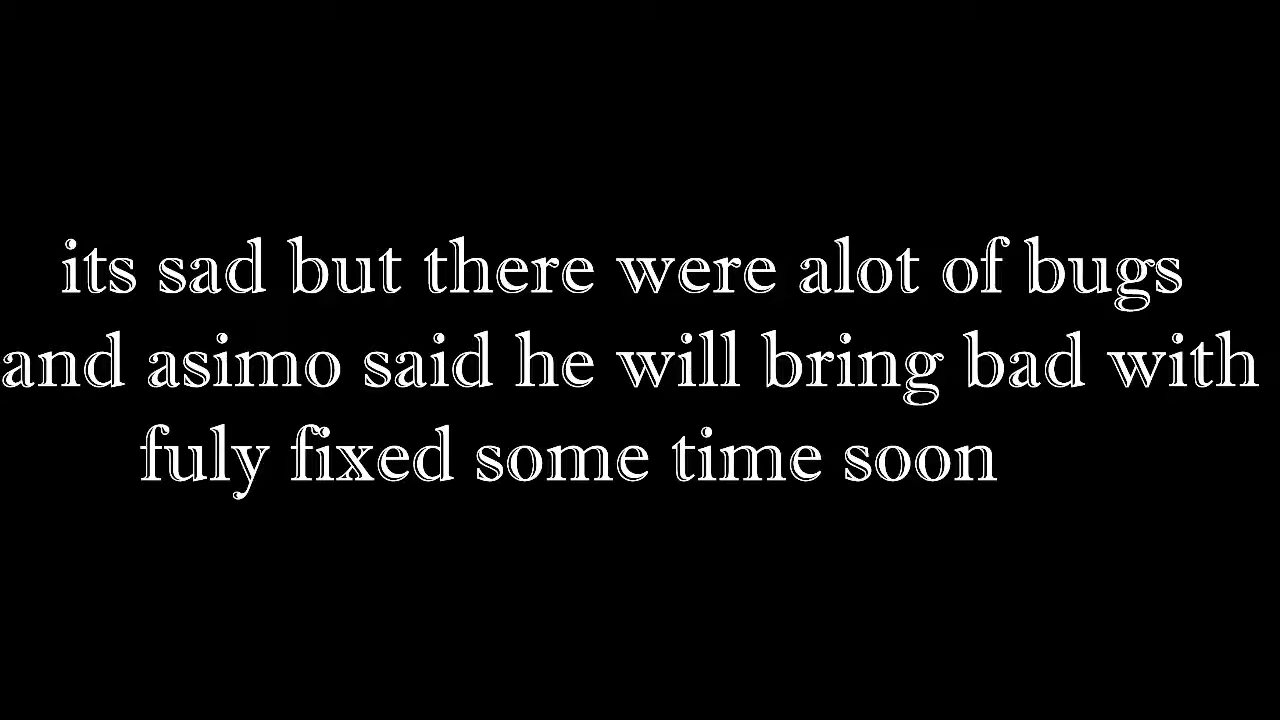 its sad but there were alot of bugs
and asimo said he will bring bad with
fuly fixed some time soon